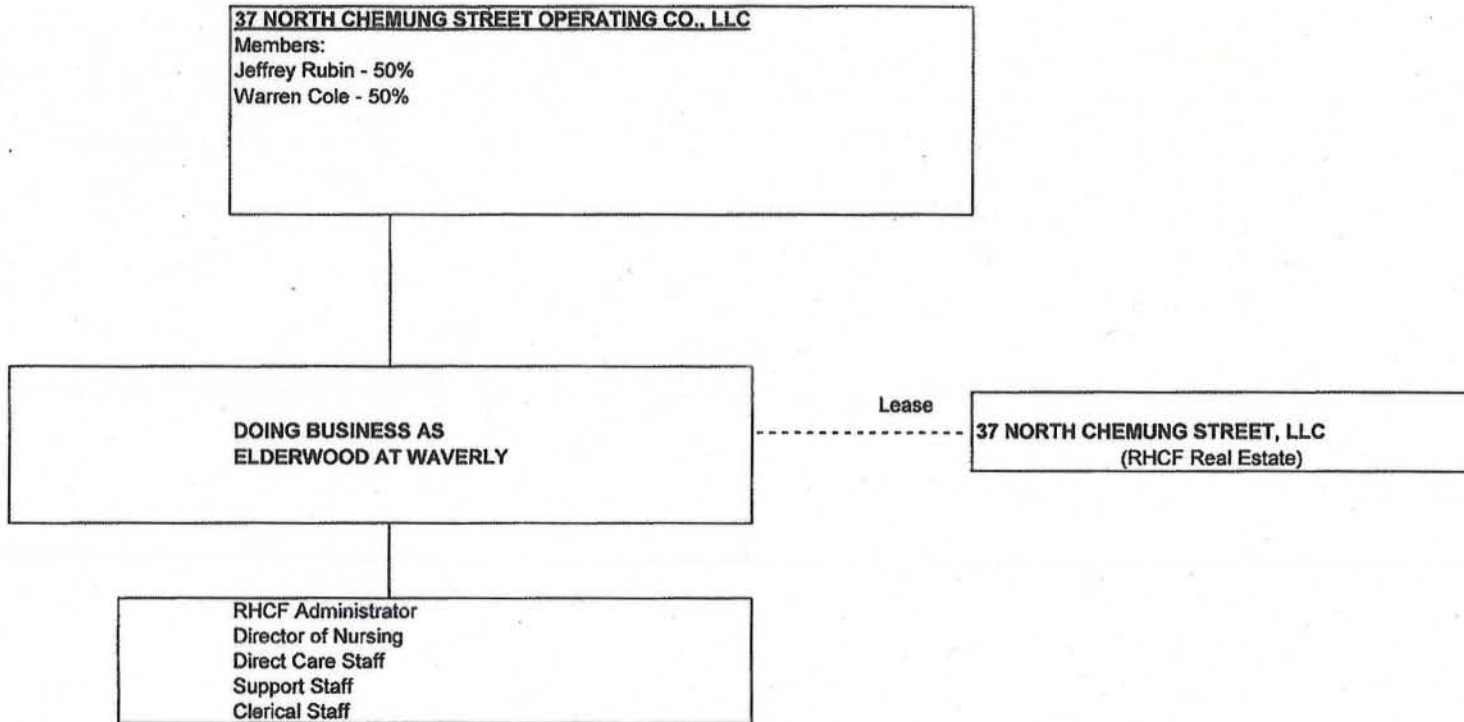 37 NORTH CHEMUNG STREET OPERATING CO., LLC
Members:
Jeffrey Rubin - 50%
Warren Cole - 50%
DOING BUSINESS AS
ELDERWOOD AT WAVERLY
Lease
37 NORTH CHEMUNG STREET, LLC
(RHCF Real Estate)
RHCF Administrator
Director of Nursing
Direct Care Staff
Support Staff
Clerical Staff